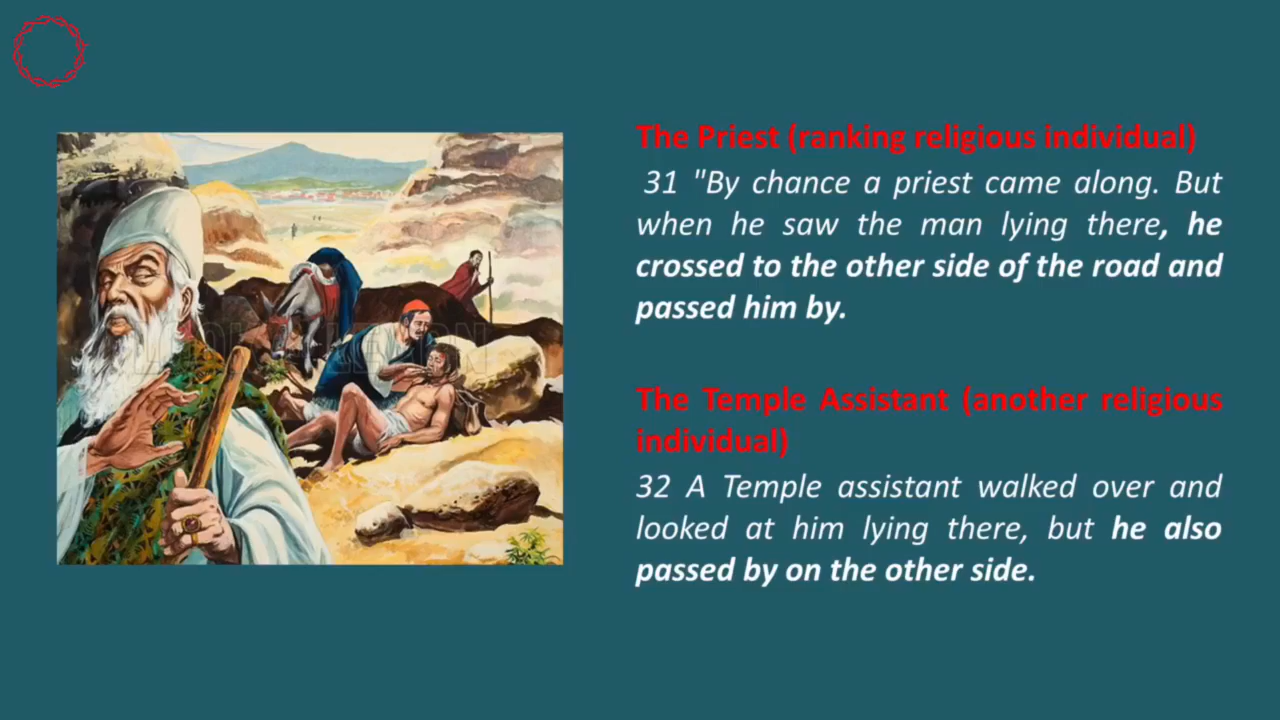 The Priest (ranking religious individual)
31 "By chance a priest came along. But
when he saw the man lying there, he
crossed to the other side of the road and
passed him by.
The Temple Assistant (another religious
individual)
32 A Temple assistant walked over and
looked at him lying there, but he also
passed by on the other side.